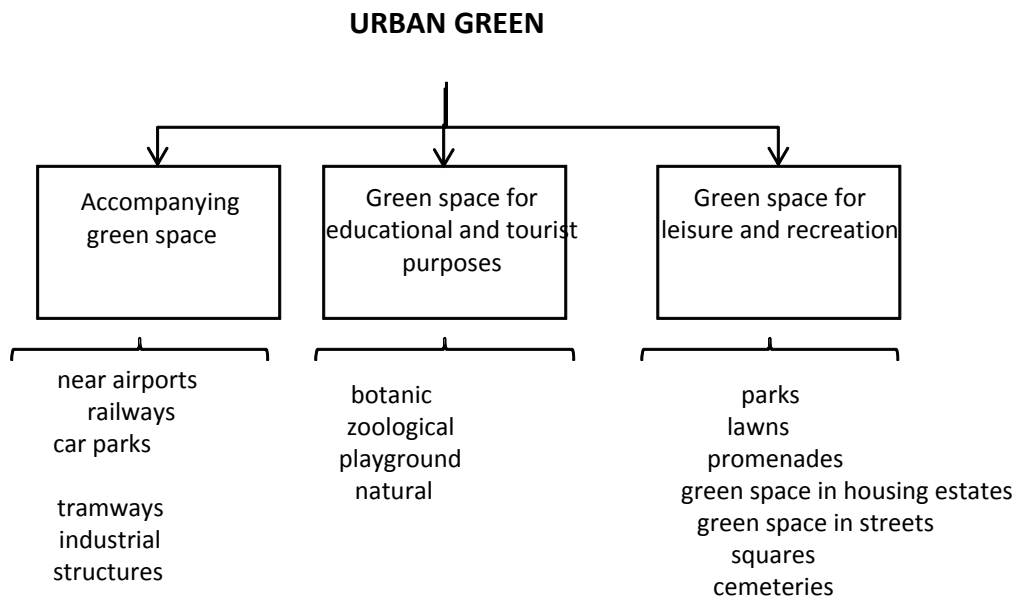 URBAN GREEN
Accompanying
green space
Green space for
educational and tourist
purposes
Green space for
leisure and recreation
near airports
railways
car parks
tramways
industrial
structures
botanic
zoological
playground
natural
parks
lawns
promenades
green space in housing estates
green space in streets
squares
cemeteries